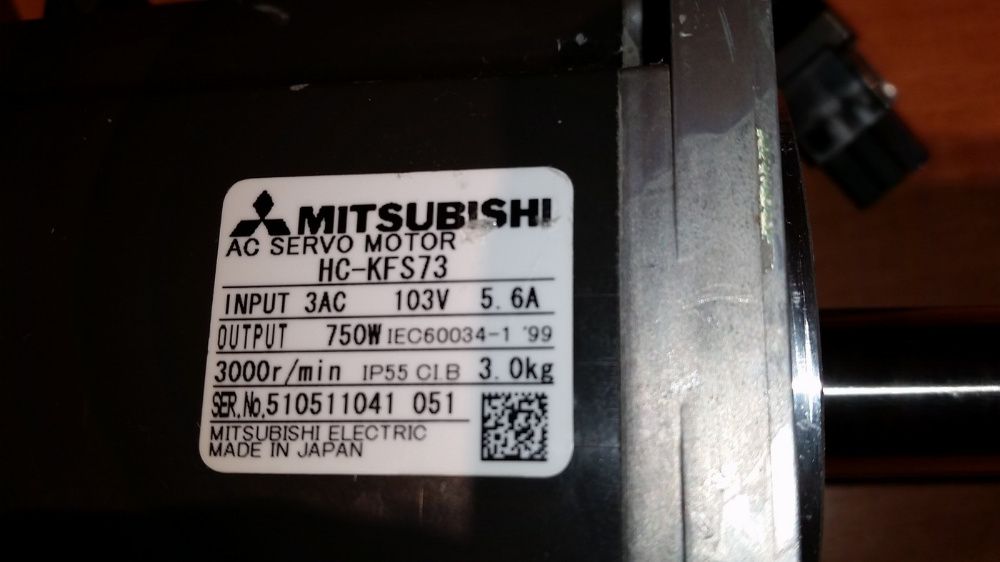 MITSUBISHI
AC SERVO MOTOR
HC-KFS73
INPUT 3AC 103V 5.6A
OUTPUT 750W IEC60034-1 '99
3000r/min IP55 CI.B 3.0kg
SER.No.510511041 051
MITSUBISHI ELECTRIC
MADE IN JAPAN